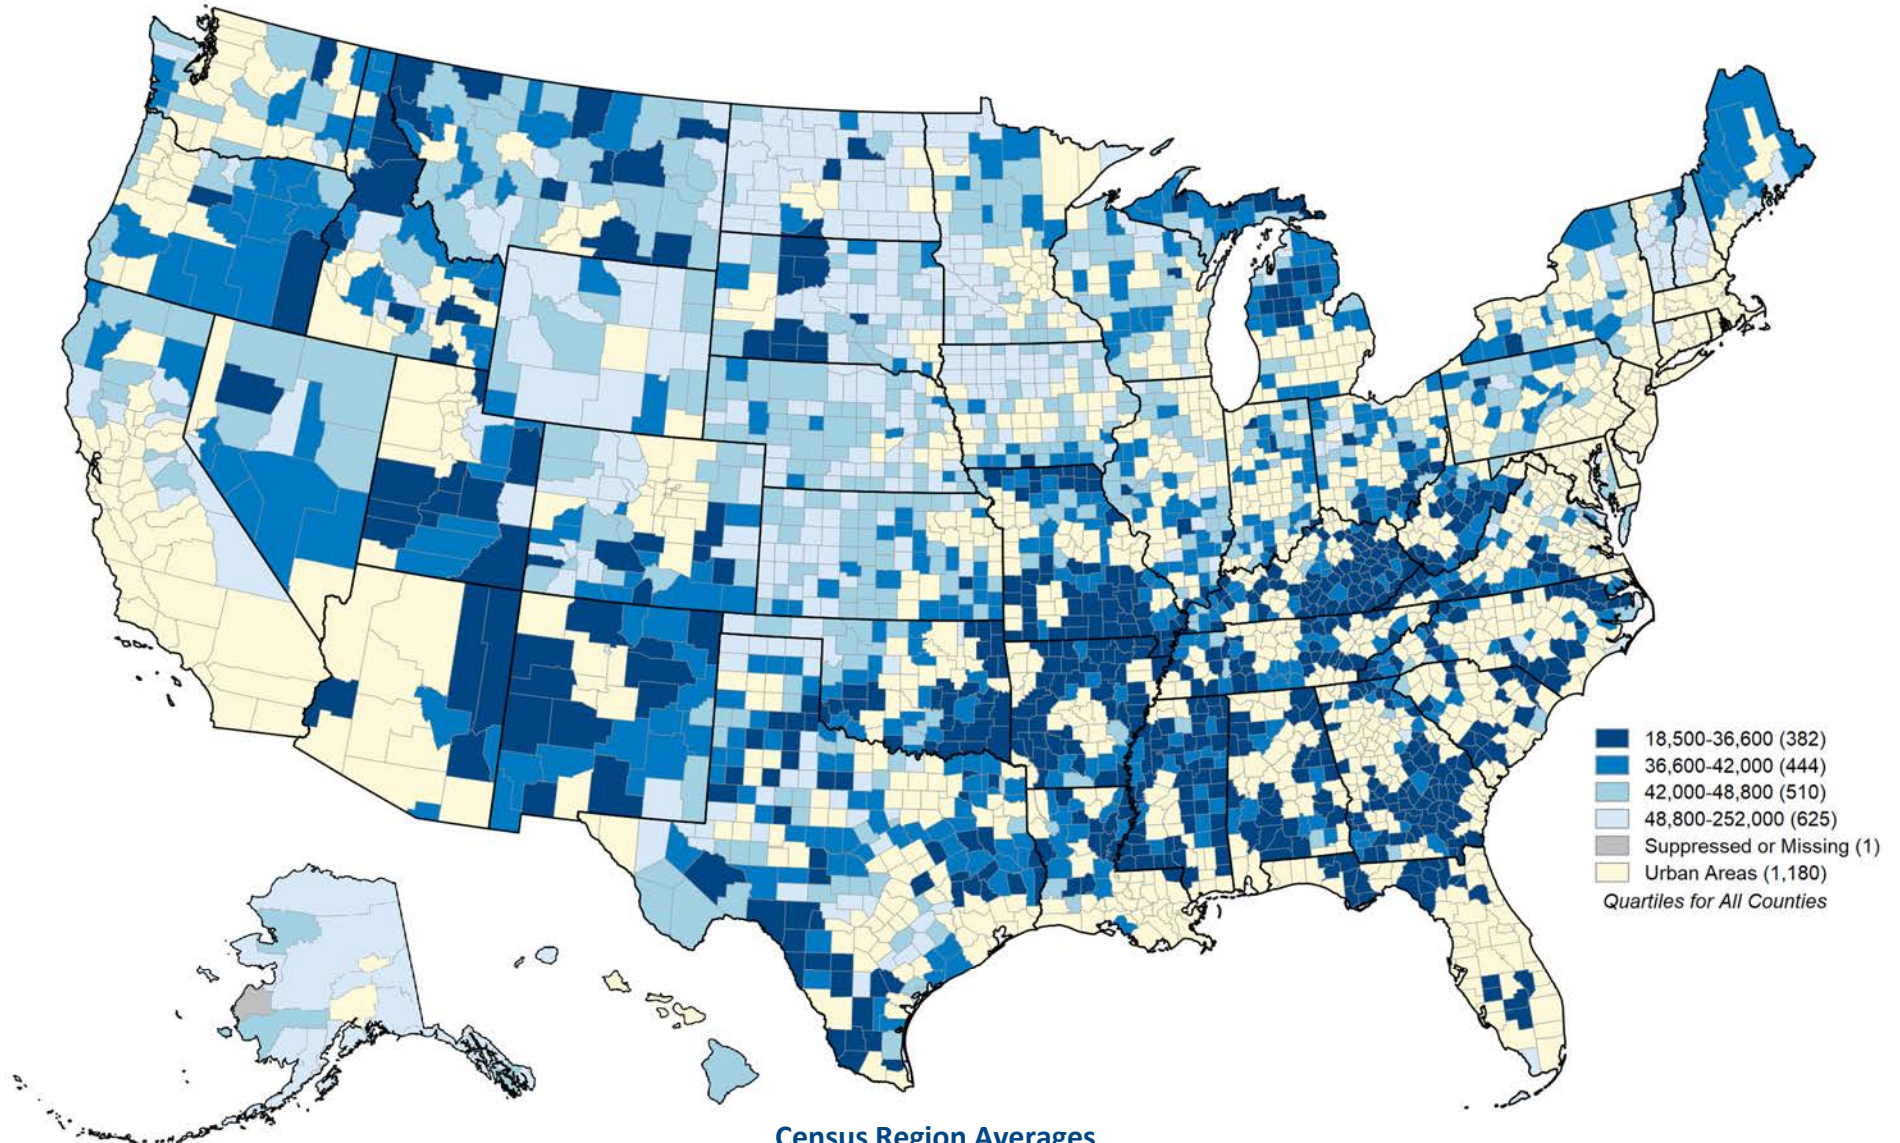 18,500-36,600 (382)
36,600-42,000 (444)
42,000-48,800 (510)
48,800-252,000 (625)
Suppressed or Missing (1)
Urban Areas (1,180)
Quartiles for All Counties
Census Region Averages